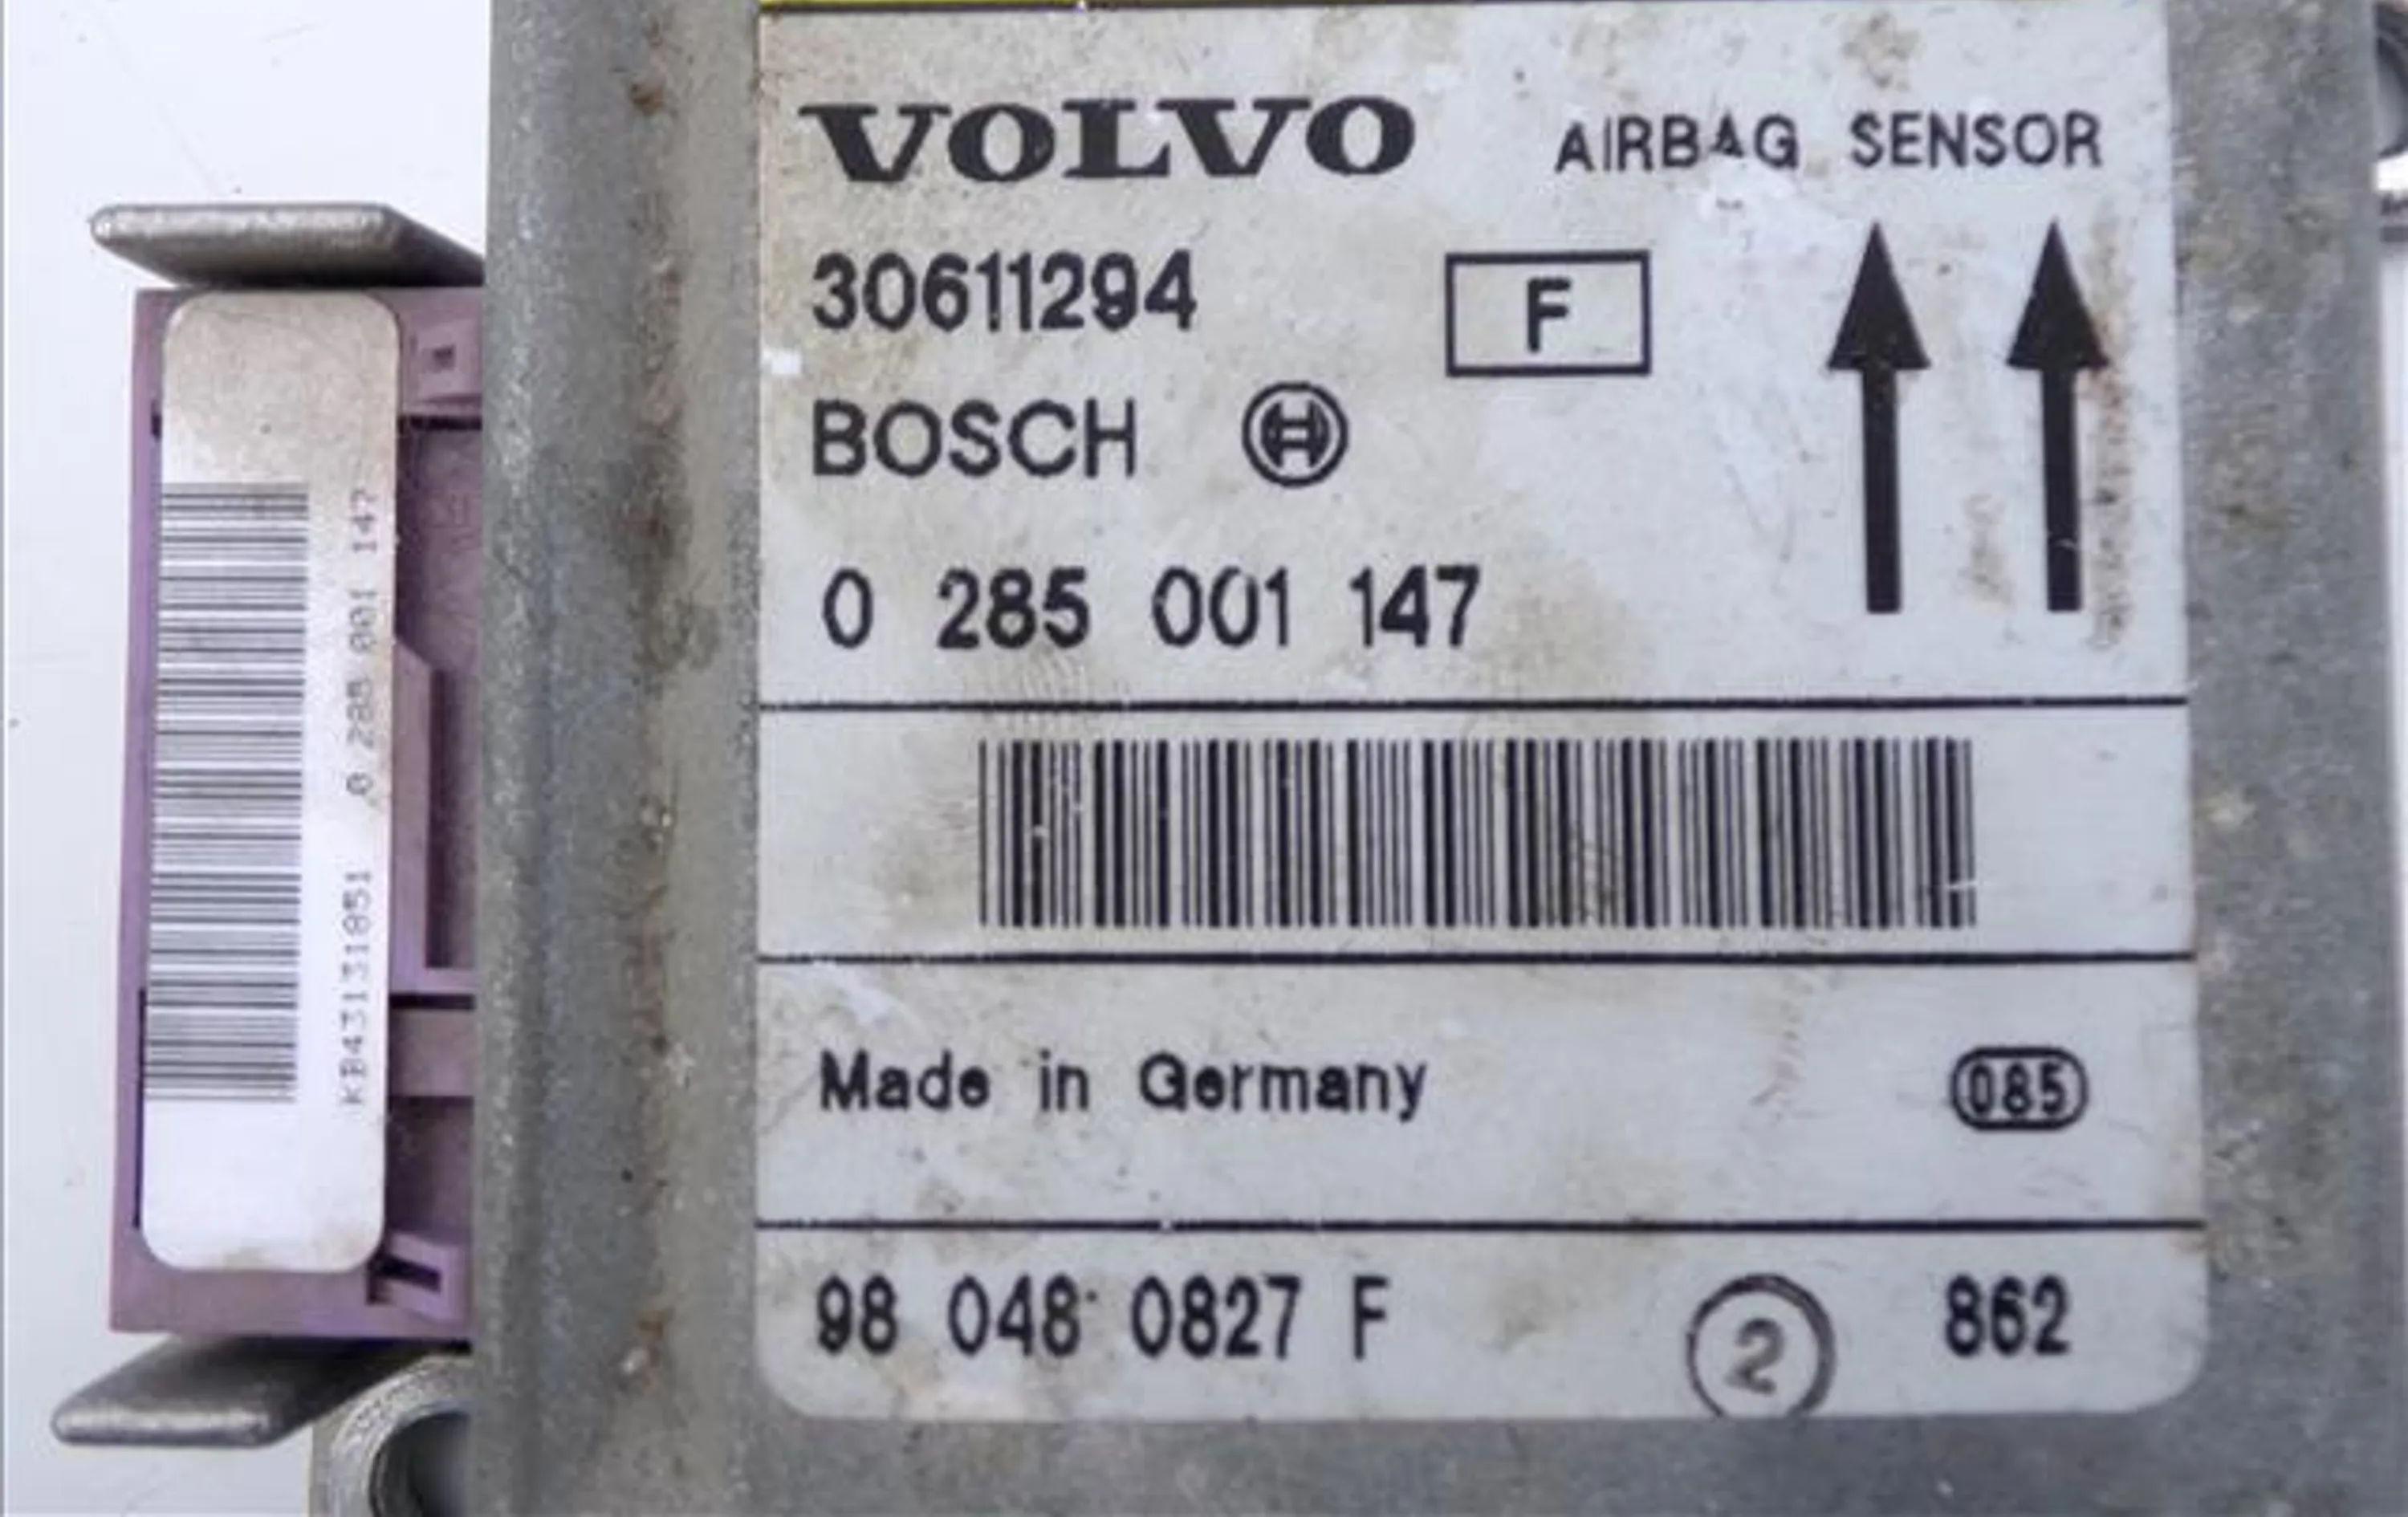 KB43131851 0 285 001 147
VOLVO AIRBAG SENSOR
30611294 F
BOSCH
0 285 001 147
Made in Germany 085
98 048 0827 F 2 862